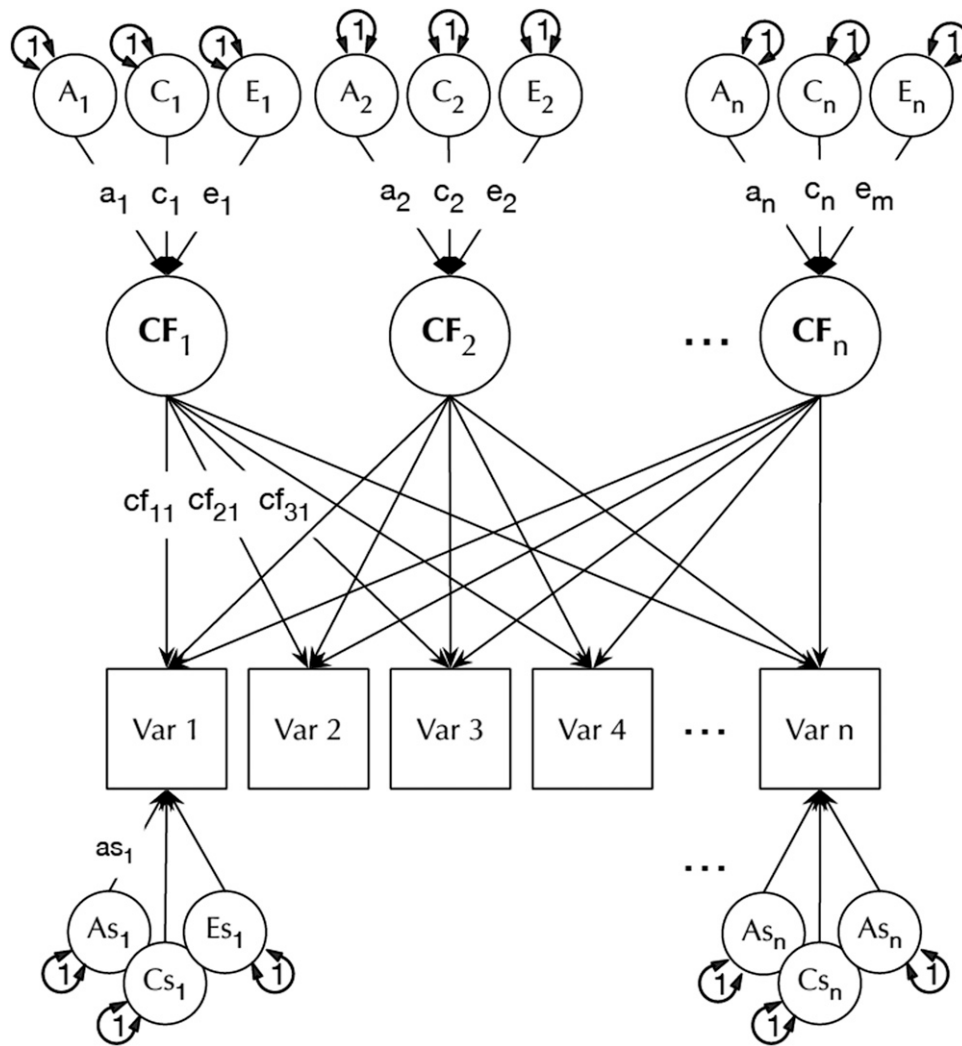 1 1 1 1 1 1 1 1 1
A1 C1 E1 A2 C2 E2 An Cn En
a1 c1 e1 a2 c2 e2 an cn em
CF1 CF2 ... CFn
cf11 cf21 cf31
Var 1 Var 2 Var 3 Var 4 ... Var n
as1 ...
As1 Es1 Asn Asn
1 Cs1 1 1 Csn 1
1 1